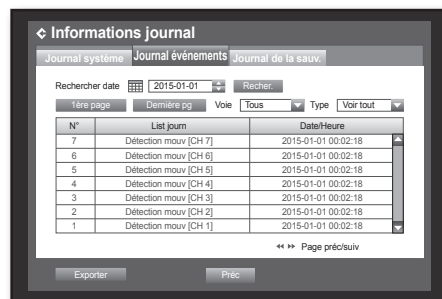 Informations journal
Journal système Journal événements Journal de la sauv.
Rechercher date 2015-01-01 Recher.
1ère page Dernière pg Voie Tous Type Voir tout
N° List journ Date/Heure
7 Détection mouv [CH 7] 2015-01-01 00:02:18
6 Détection mouv [CH 6] 2015-01-01 00:02:18
5 Détection mouv [CH 5] 2015-01-01 00:02:18
4 Détection mouv [CH 4] 2015-01-01 00:02:18
3 Détection mouv [CH 3] 2015-01-01 00:02:18
2 Détection mouv [CH 2] 2015-01-01 00:02:18
1 Détection mouv [CH 1] 2015-01-01 00:02:18
Page préc/suiv
Exporter Préc